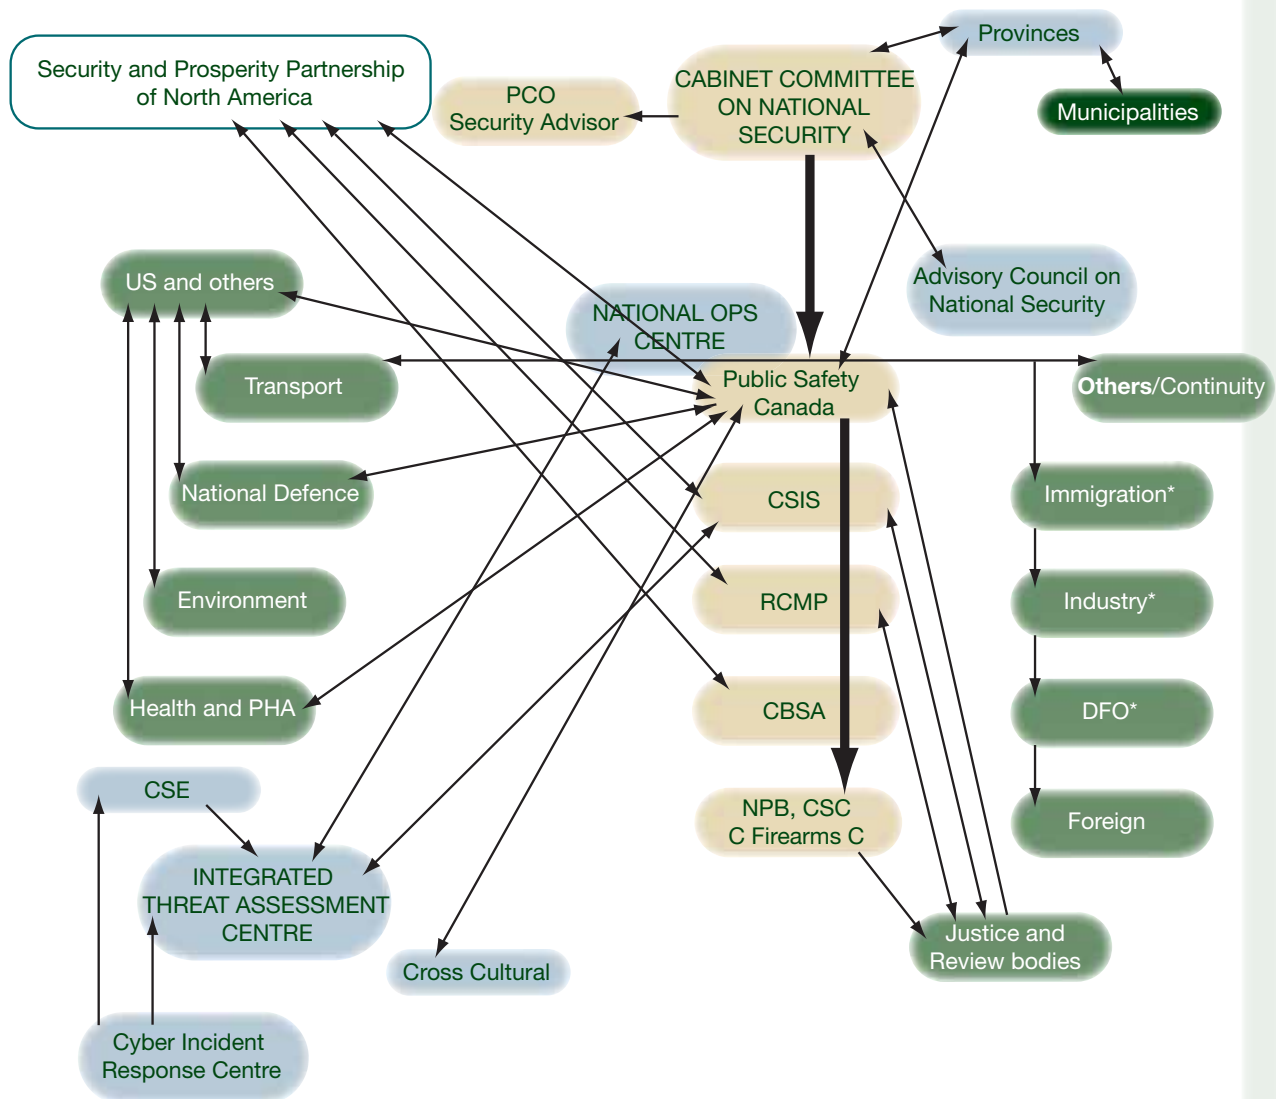 Security and Prosperity Partnership
of North America
PCO
Security Advisor
CABINET COMMITTEE
ON NATIONAL
SECURITY
Provinces
Municipalities
US and others
NATIONAL OPS
CENTRE
Advisory Council on
National Security
Transport
Public Safety
Canada
Others/Continuity
National Defence
CSIS
Immigration*
Environment
RCMP
Industry*
Health and PHA
CBSA
DFO*
CSE
NPB, CSC
C Firearms C
Foreign
INTEGRATED
THREAT ASSESSMENT
CENTRE
Cross Cultural
Justice and
Review bodies
Cyber Incident
Response Centre